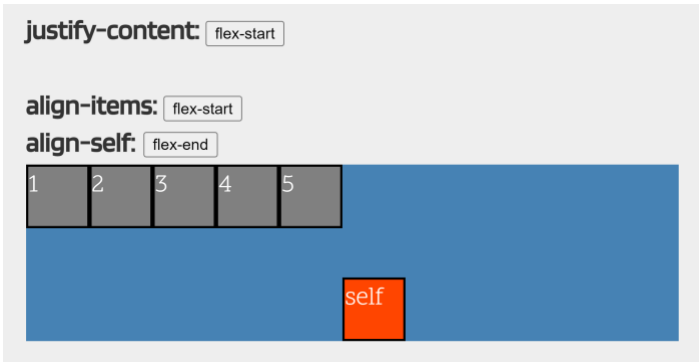 justify-content: flex-start
align-items: flex-start
align-self: flex-end
1 2 3 4 5
self